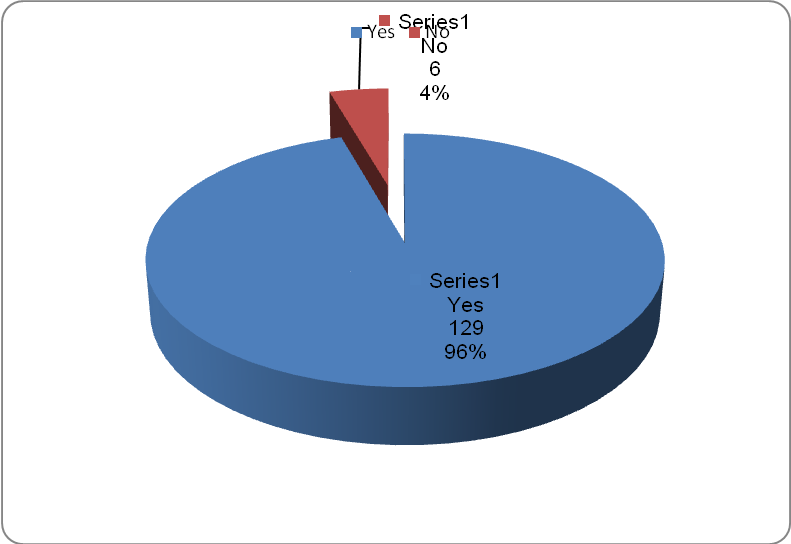 Series1
Yes No
No
6
4%
Series1
Yes
129
96%